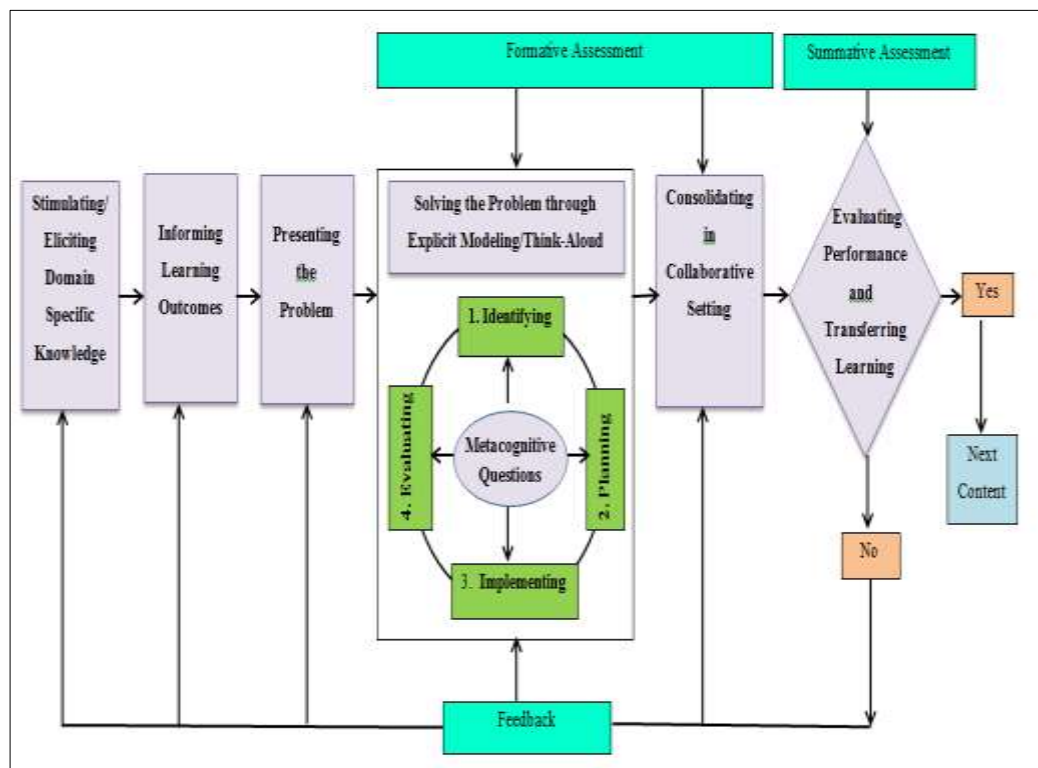 Formative Assessment
Summative Assessment
Stimulating/
Eliciting
Domain
Specific
Knowledge
Informing
Learning
Outcomes
Presenting
the
Problem
Solving the Problem through
Explicit Modeling/Think-Aloud
1. Identifying
2. Planning
3. Implementing
4. Evaluating
Metacognitive
Questions
Consolidating
in
Collaborative
Setting
Evaluating
Performance
and
Transferring
Learning
Yes
Next
Content
No
Feedback